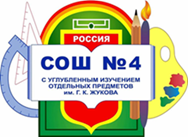 РОССИЯ
СОШ №4
С УГЛУБЛЕННЫМ ИЗУЧЕНИЕМ
ОТДЕЛЬНЫХ ПРЕДМЕТОВ
им. Г. К. ЖУКОВА